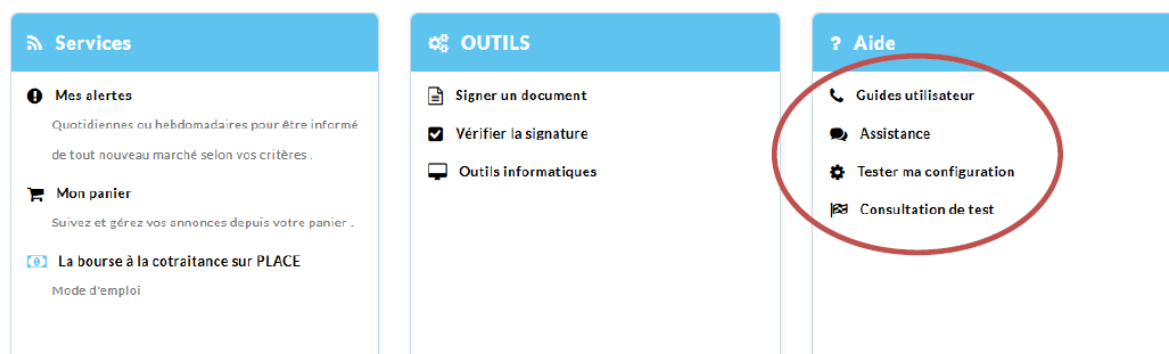 Services
Mes alertes
Quotidiennes ou hebdomadaires pour être informé
de tout nouveau marché selon vos critères .
Mon panier
Suivez et gérez vos annonces depuis votre panier .
La bourse à la cotraitance sur PLACE
Mode d'emploi
OUTILS
Signer un document
Vérifier la signature
Outils informatiques
? Aide
Guides utilisateur
Assistance
Tester ma configuration
Consultation de test